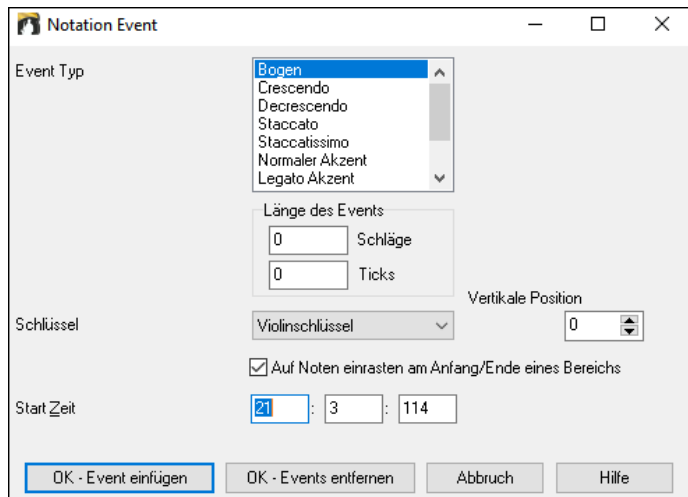 Notation Event
Event Typ
Bogen
Crescendo
Decrescendo
Staccato
Staccatissimo
Normaler Akzent
Legato Akzent
Länge des Events
0 Schläge
0 Ticks
Vertikale Position
Schlüssel Violinschlüssel 0
Auf Noten einrasten am Anfang/Ende eines Bereichs
Start Zeit 21 : 3 : 114
OK - Event einfügen OK - Events entfernen Abbruch Hilfe